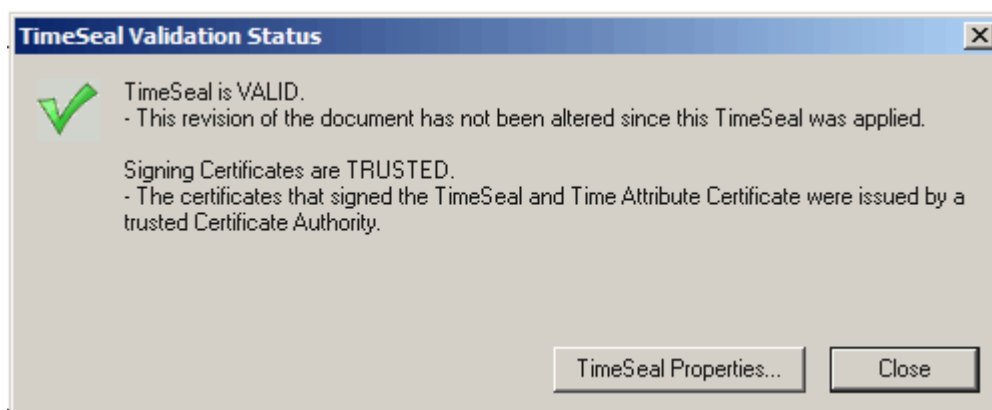 TimeSeal Validation Status
TimeSeal is VALID.
- This revision of the document has not been altered since this TimeSeal was applied.
Signing Certificates are TRUSTED.
- The certificates that signed the TimeSeal and Time Attribute Certificate were issued by a
trusted Certificate Authority.
TimeSeal Properties... Close